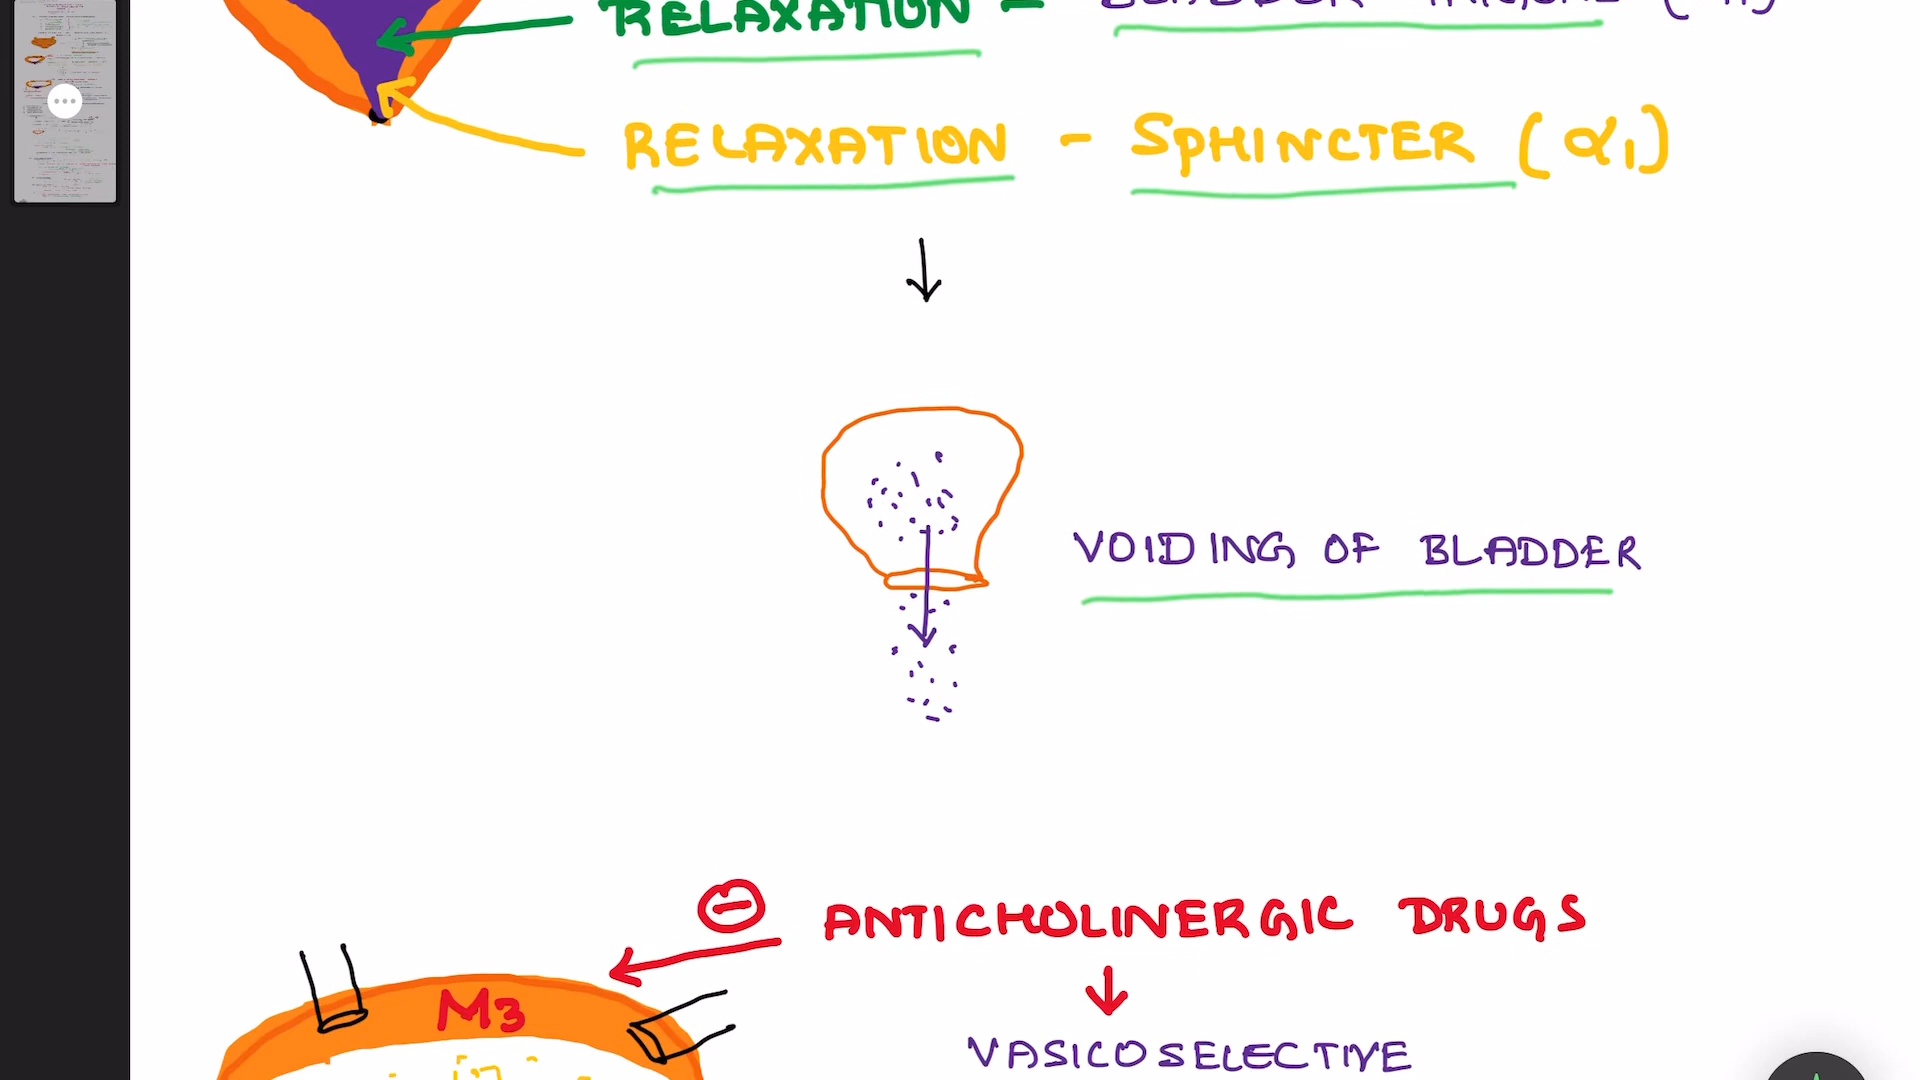 RELAXATION -
RELAXATION - SPHINCTER (α1)
VOIDING OF BLADDER
⊖ ANTICHOLINERGIC DRUGS
M3
VASICOSELECTIVE